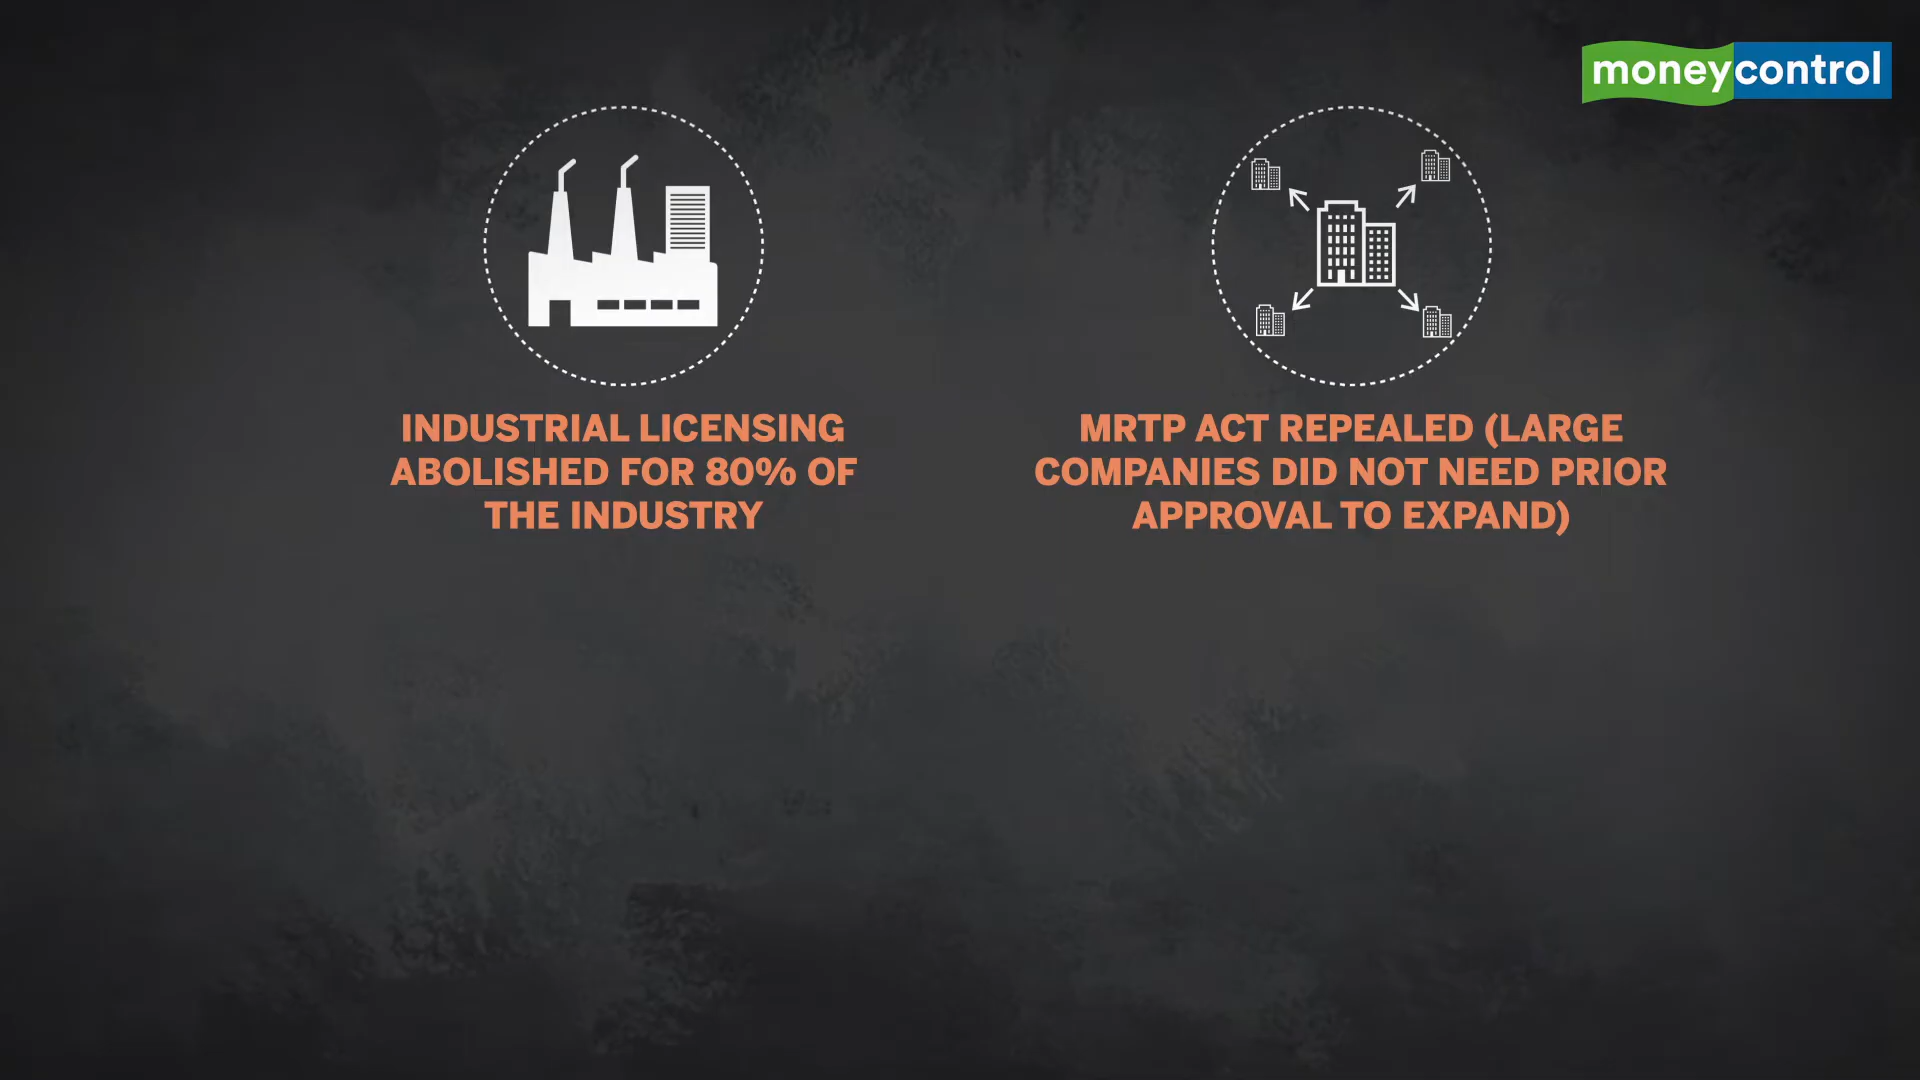 moneycontrol
INDUSTRIAL LICENSING
ABOLISHED FOR 80% OF
THE INDUSTRY
MRTP ACT REPEALED (LARGE
COMPANIES DID NOT NEED PRIOR
APPROVAL TO EXPAND)